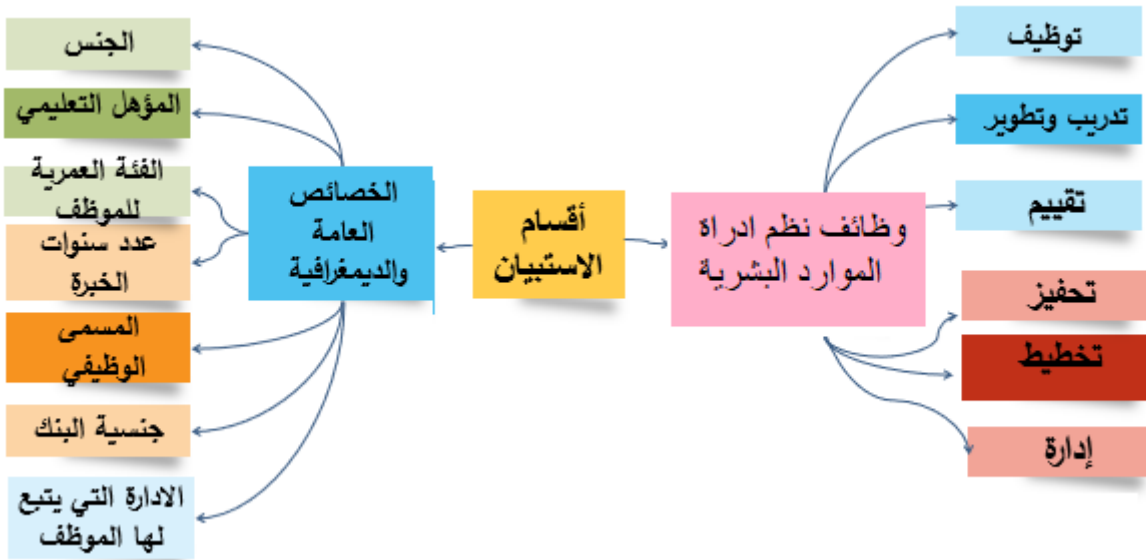 أقسام
الاستبيان
وظائف نظم ادراة
الموارد البشرية
توظيف
تدريب وتطوير
تقييم
تحفيز
تخطيط
إدارة
الخصائص
العامة
والديمغرافية
الجنس
المؤهل التعليمي
الفئة العمرية
للموظف
عدد سنوات
الخبرة
المسمى
الوظيفي
جنسية البنك
الادارة التي يتبع
لها الموظف